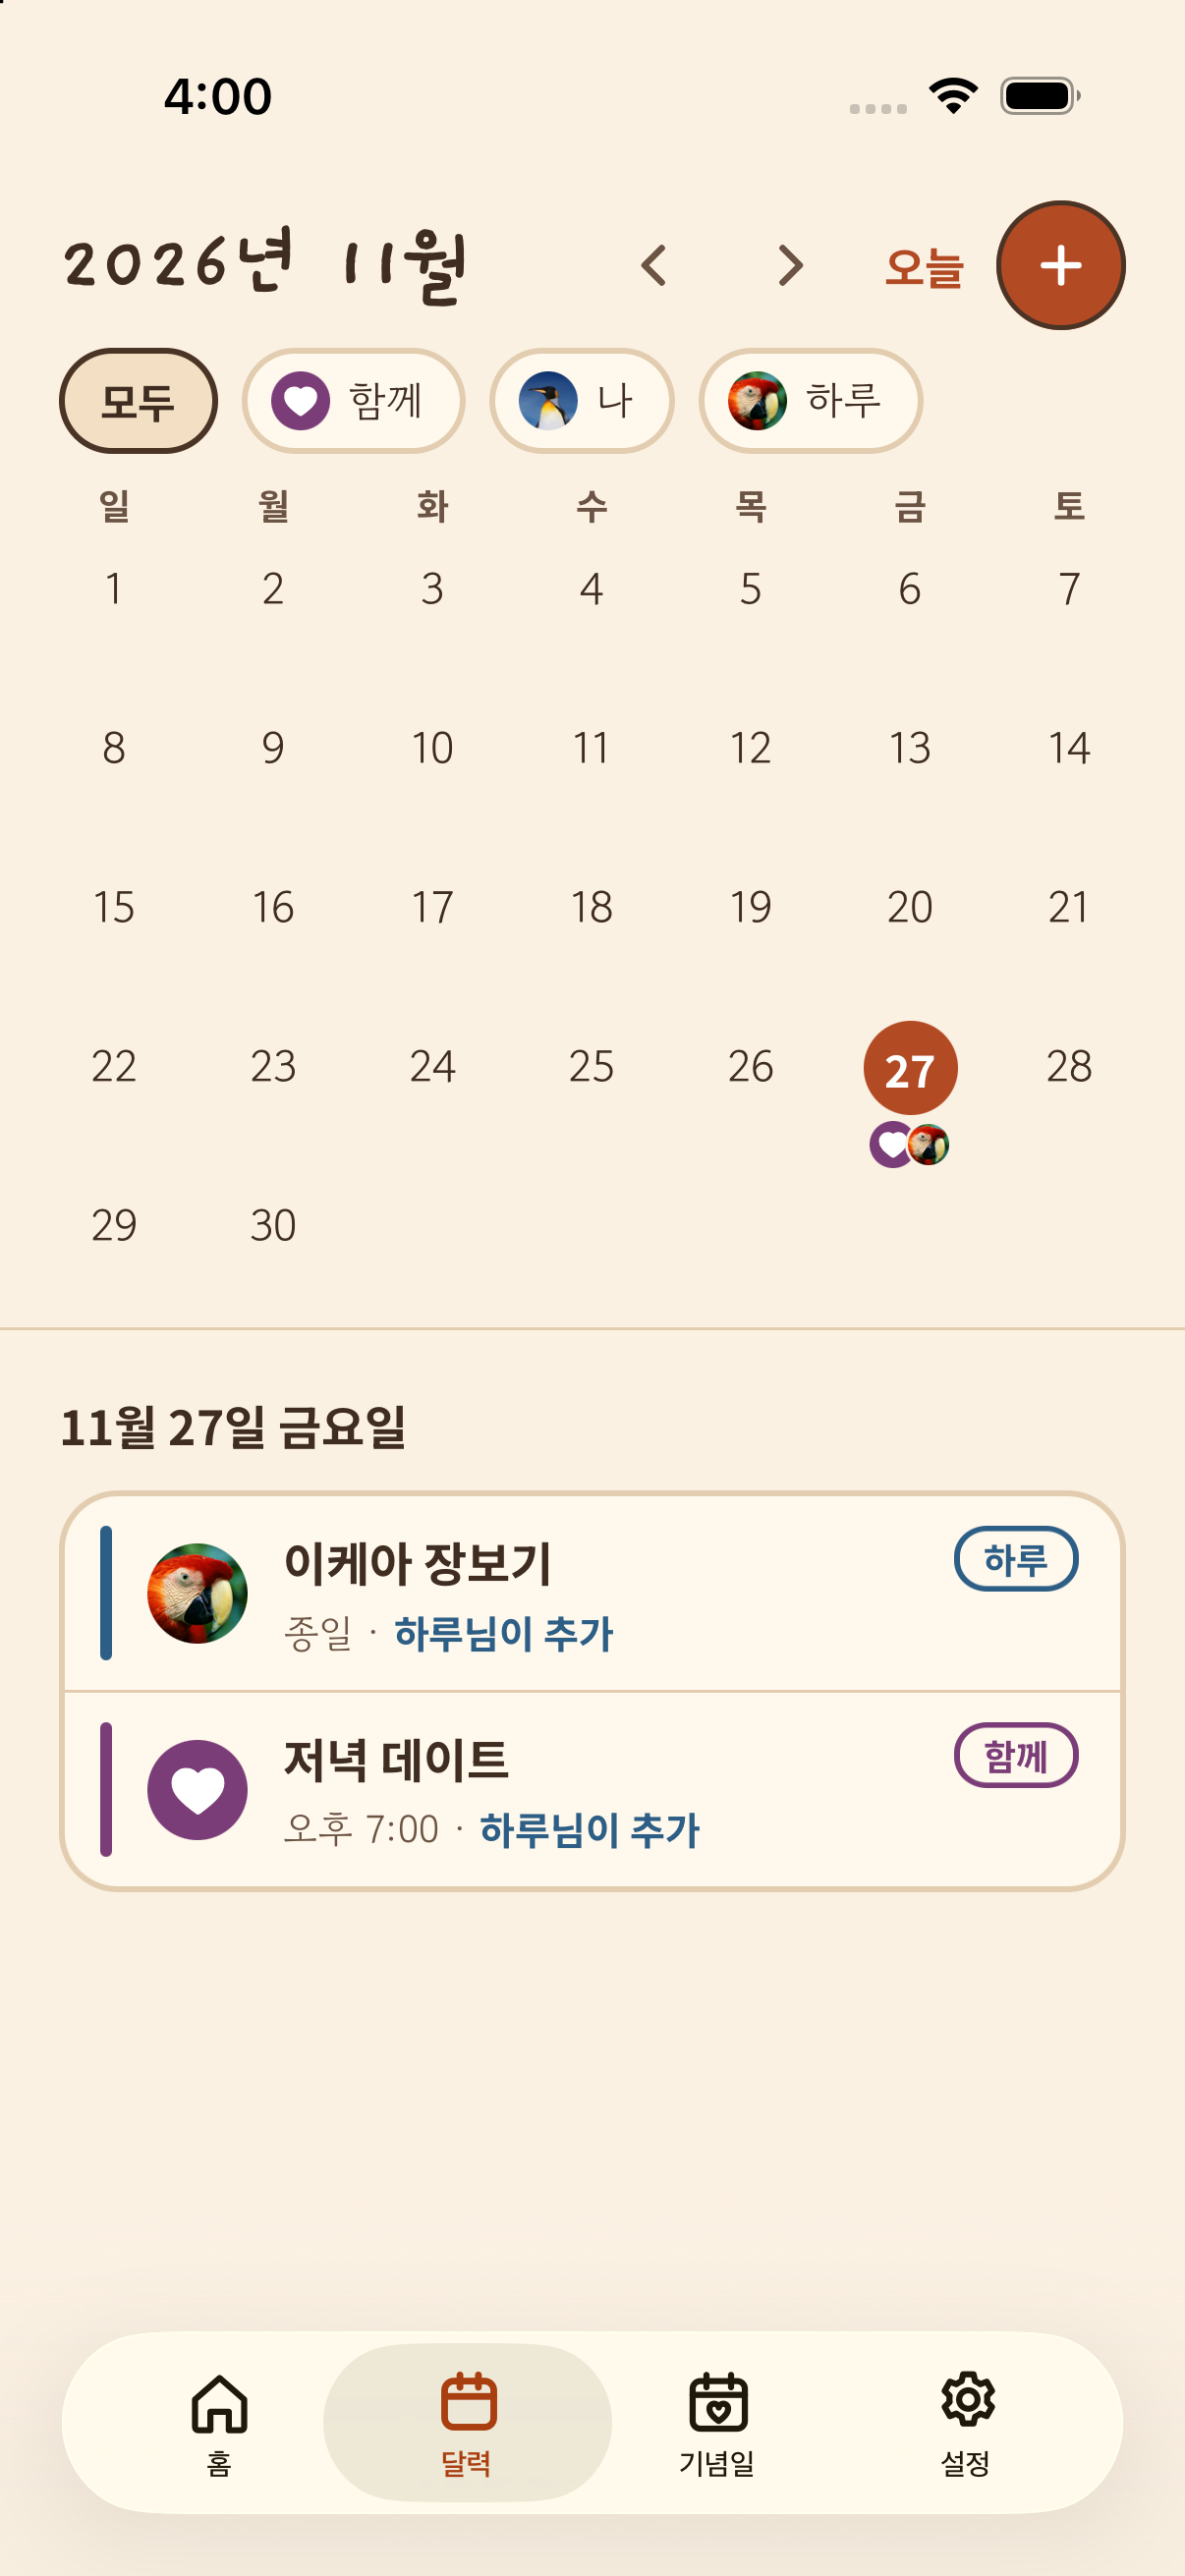 4:00
2026년 11월
오늘
모두 함께 나 하루
일 월 화 수 목 금 토
1 2 3 4 5 6 7
8 9 10 11 12 13 14
15 16 17 18 19 20 21
22 23 24 25 26 27 28
29 30
11월 27일 금요일
이케아 장보기 하루
종일 · 하루님이 추가
저녁 데이트 함께
오후 7:00 · 하루님이 추가
홈 달력 기념일 설정